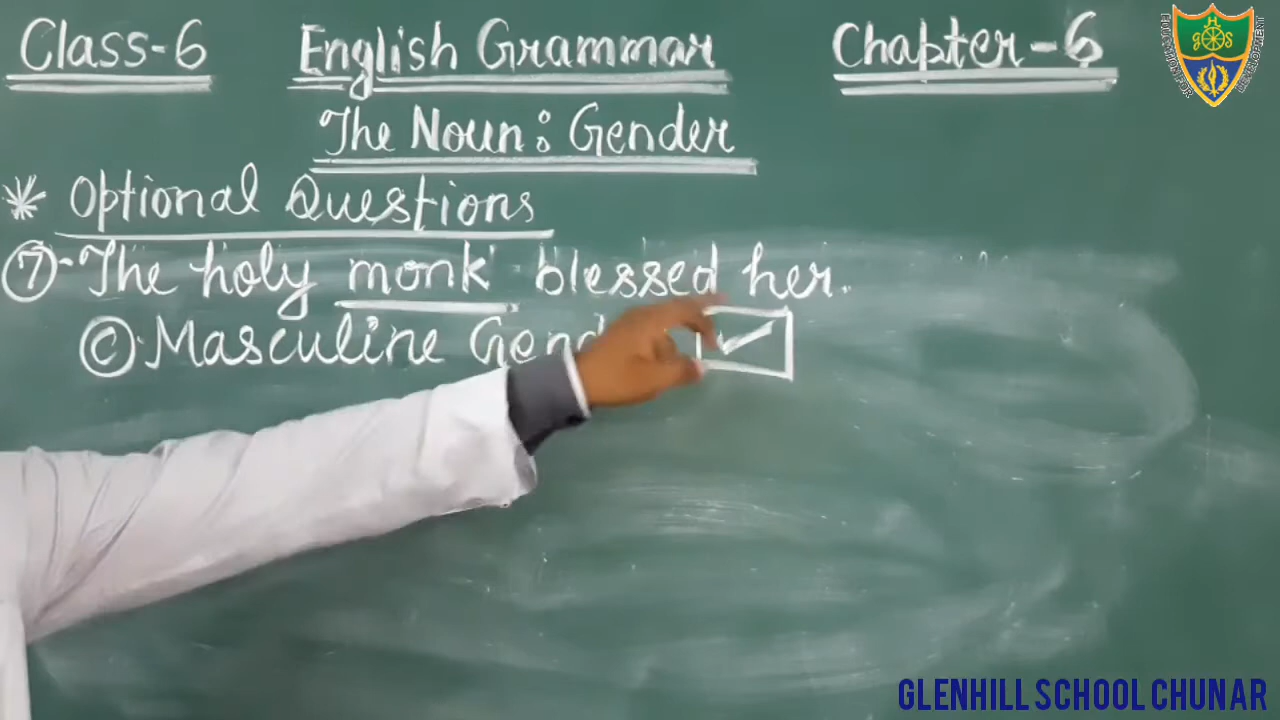 Class-6 English Grammar Chapter-6
The Noun: Gender
* Optional Questions
⑦-The holy monk blessed her.
ⓒ. Masculine Gend
GLENHILL SCHOOL CHUNAR